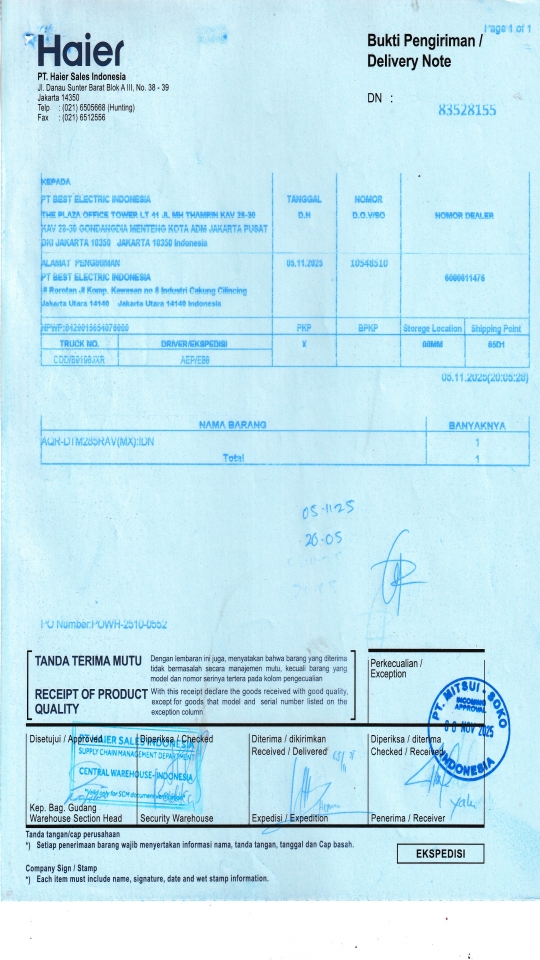 Page 1 of 1
Haier
Bukti Pengiriman /
Delivery Note
PT. Haier Sales Indonesia
Jl. Danau Sunter Barat Blok A III, No. 38 - 39
Jakarta 14350
Telp : (021) 6505668 (Hunting)
Fax : (021) 6512556
DN :
83528155
KEPADA
PT BEST ELECTRIC INDONESIA TANGGAL NOMOR
THE PLAZA OFFICE TOWER LT 41 JL MH THAMRIN KAV 28-30 D.H D.O.V/SO NOMOR DEALER
KAV 28-30 GONDANGDIA MENTENG KOTA ADM JAKARTA PUSAT
DKI JAKARTA 10350 JAKARTA 10350 Indonesia
ALAMAT PENGIRIMAN 05.11.2025 10548510
PT BEST ELECTRIC INDONESIA
Jl Rorotan Jl Komp. Kawasan no 8 Industri Cakung Cilincing
Jakarta Utara 14140 Jakarta Utara 14140 Indonesia
PKP BPKP Storege Location Shipping Point
TRUCK NO. DRIVER/EKSPEDISI X 65D1
05.11.2025(20:05:28)
NAMA BARANG BANYAKNYA
AQR-DTM285RAV(MX):IDN 1
Total 1
05-11-25
20.05
PO Number:POWH-2510-0552
TANDA TERIMA MUTU
Dengan lembaran ini juga, menyatakan bahwa barang yang diterima
tidak bermasalah secara manajemen mutu, kecuali barang yang
model dan nomor serinya tertera pada kolom pengecualian
RECEIPT OF PRODUCT
QUALITY
With this receipt declare the goods received with good quality,
except for goods that model and serial number listed on the
exception column
Perkecualian /
Exception
PT. MITSUI - SOKO
INCOMING
APPROVAL
06 NOV 2025
INDONESIA
Disetujui / Approved Diperiksa / Checked Diterima / dikirimkan Diperiksa / diterima
Received / Delivered Checked / Received
PT HAIER SALES INDONESIA
SUPPLY CHAIN MANAGEMENT DEPARTMENT
CENTRAL WAREHOUSE- INDONESIA
Kep. Bag. Gudang
Warehouse Section Head Security Warehouse Expedisi / Expedition Penerima / Receiver
Tanda tangan/cap perusahaan
*) Setiap penerimaan barang wajib menyertakan informasi nama, tanda tangan, tanggal dan Cap basah.
EKSPEDISI
Company Sign / Stamp
*) Each item must include name, signature, date and wet stamp information.